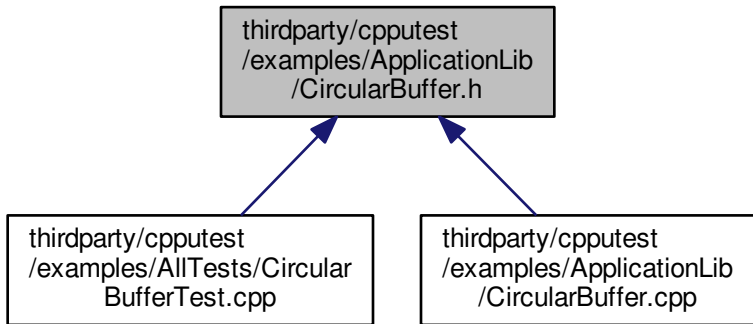 thirdparty/cpputest
/examples/ApplicationLib
/CircularBuffer.h
thirdparty/cpputest
/examples/AllTests/Circular
BufferTest.cpp
thirdparty/cpputest
/examples/ApplicationLib
/CircularBuffer.cpp